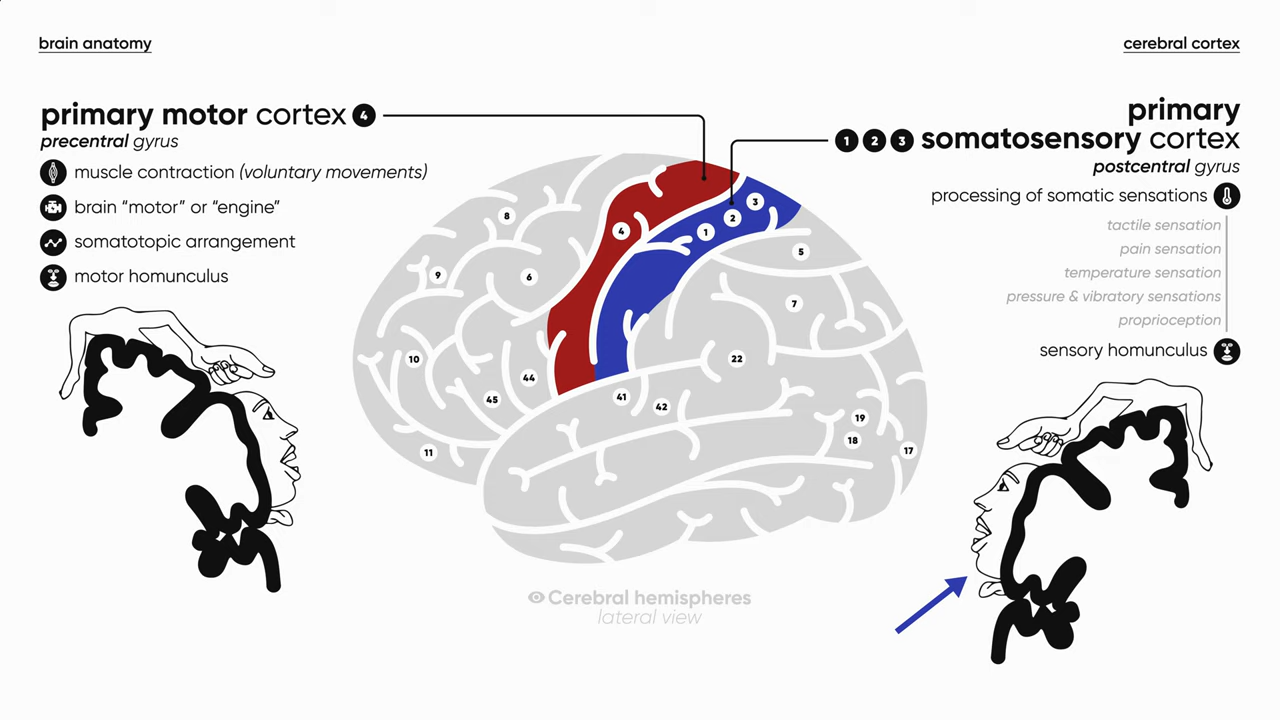 brain anatomy
cerebral cortex
primary motor cortex 4
precentral gyrus
muscle contraction (voluntary movements)
brain “motor” or “engine”
somatotopic arrangement
motor homunculus
primary
1 2 3 somatosensory cortex
postcentral gyrus
processing of somatic sensations
tactile sensation
pain sensation
temperature sensation
pressure & vibratory sensations
proprioception
sensory homunculus
3
8
2
4
1
5
9
6
7
10
22
44
41
45
42
19
18
11
17
Cerebral hemispheres
lateral view